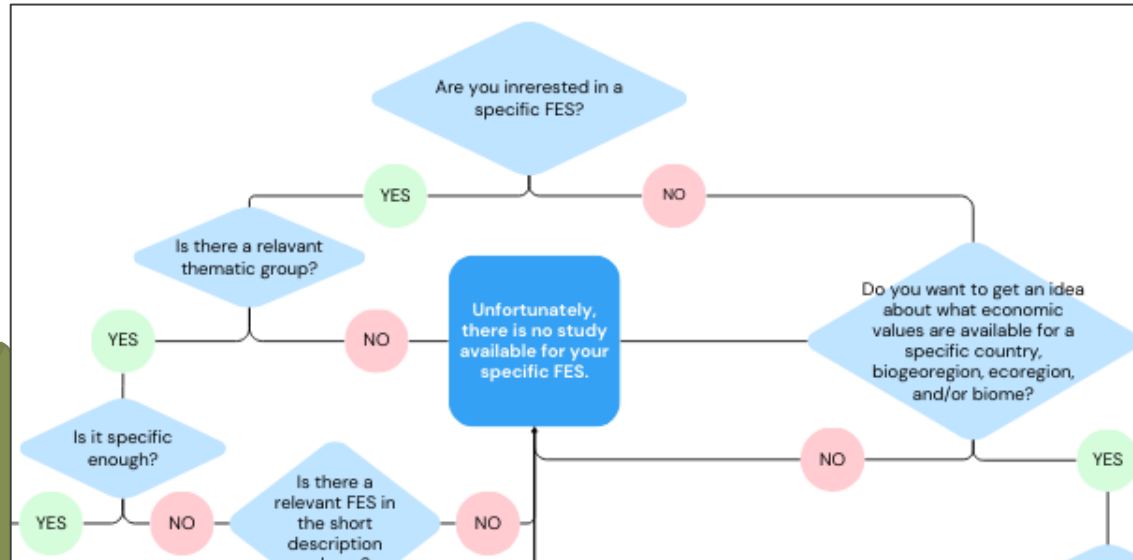 Are you inrerested in a
specific FES?
YES
NO
Is there a relavant
thematic group?
Unfortunately,
there is no study
available for your
specific FES.
Do you want to get an idea
about what economic
values are available for a
specific country,
biogeoregion, ecoregion,
and/or biome?
YES
NO
Is it specific
enough?
NO
YES
Is there a
relevant FES in
the short
description
YES
NO
NO